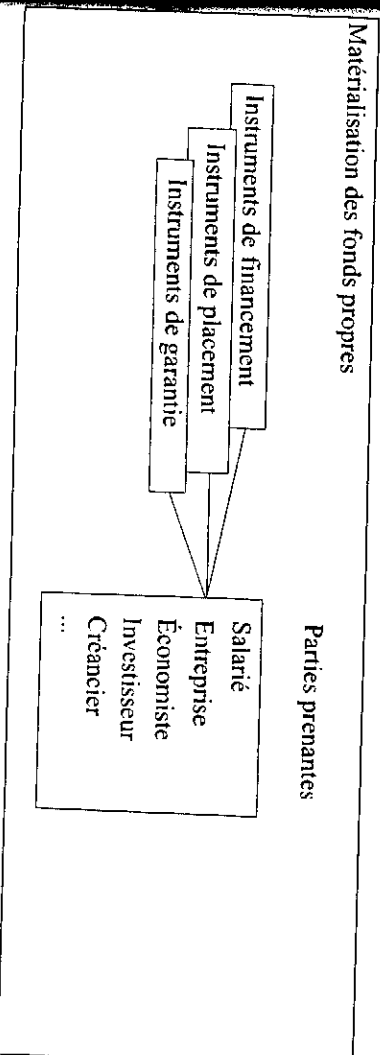 Matérialisation des fonds propres
Parties prenantes
Instruments de financement
Instruments de placement
Instruments de garantie
Salarié
Entreprise
Économiste
Investisseur
Créancier
...